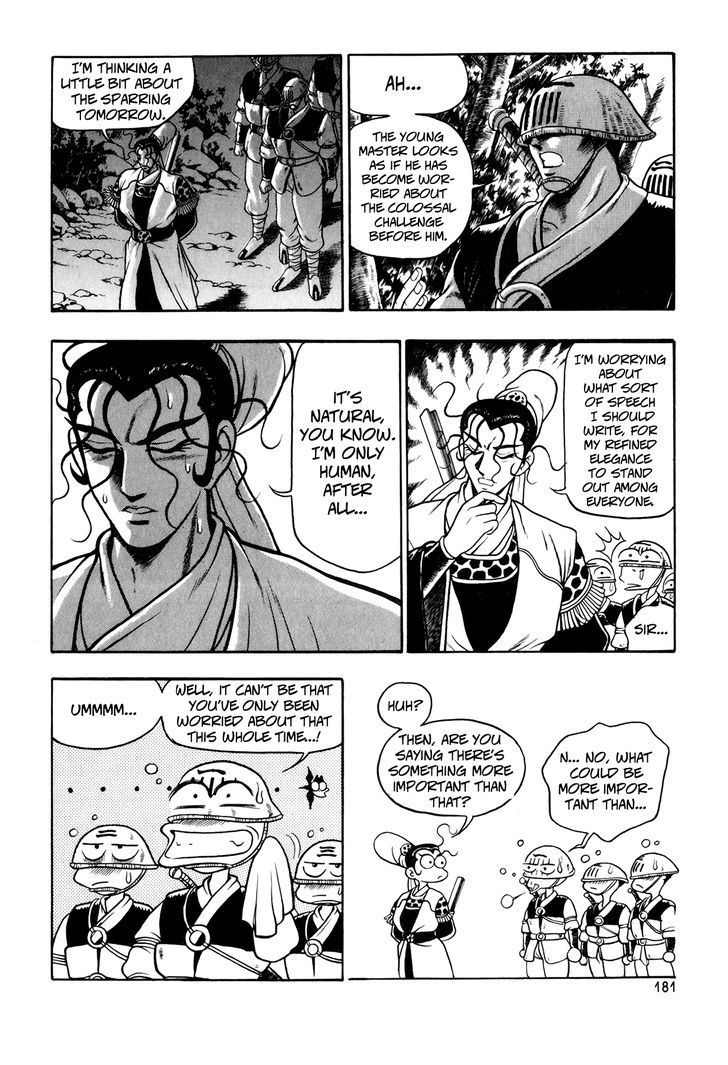 I'M THINKING A
LITTLE BIT ABOUT
THE SPARRING
TOMORROW.
AH...
THE YOUNG
MASTER LOOKS
AS IF HE HAS
BECOME WOR-
RIED ABOUT
THE COLOSSAL
CHALLENGE
BEFORE HIM.
IT'S
NATURAL,
YOU KNOW.
I'M ONLY
HUMAN,
AFTER
ALL...
I'M WORRYING
ABOUT
WHAT SORT
OF SPEECH
I SHOULD
WRITE, FOR
MY REFINED
ELEGANCE
TO STAND
OUT AMONG
EVERYONE.
SIR...
UMMMM...
WELL, IT CAN'T BE THAT
YOU'VE ONLY BEEN
WORRIED ABOUT THAT
THIS WHOLE TIME...!
HUH?
THEN, ARE YOU
SAYING THERE'S
SOMETHING MORE
IMPORTANT THAN
THAT?
N... NO, WHAT
COULD BE
MORE IMPOR-
TANT THAN...
181